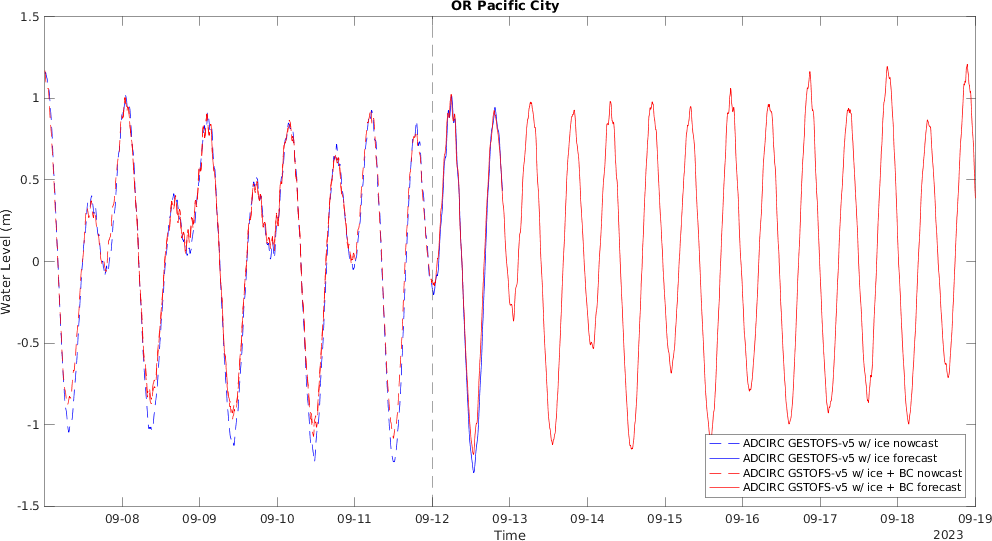 OR Pacific City
1.5
1
0.5
0
-0.5
-1
-1.5
Water Level (m)
09-08 09-09 09-10 09-11 09-12 09-13 09-14 09-15 09-16 09-17 09-18 09-19
Time
2023
ADCIRC GESTOFS-v5 w/ ice nowcast
ADCIRC GESTOFS-v5 w/ ice forecast
ADCIRC GSTOFS-v5 w/ ice + BC nowcast
ADCIRC GSTOFS-v5 w/ ice + BC forecast